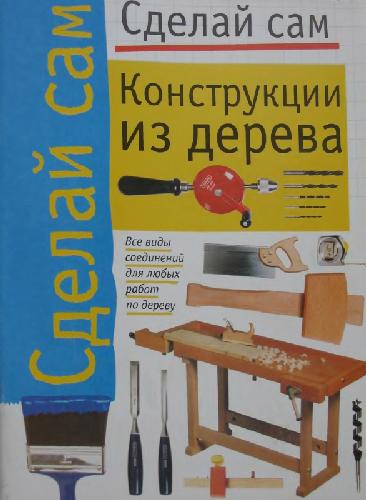 Сделай сам
Сделай сам
Конструкции
из дерева
Все виды
соединений
для любых
работ
по дереву